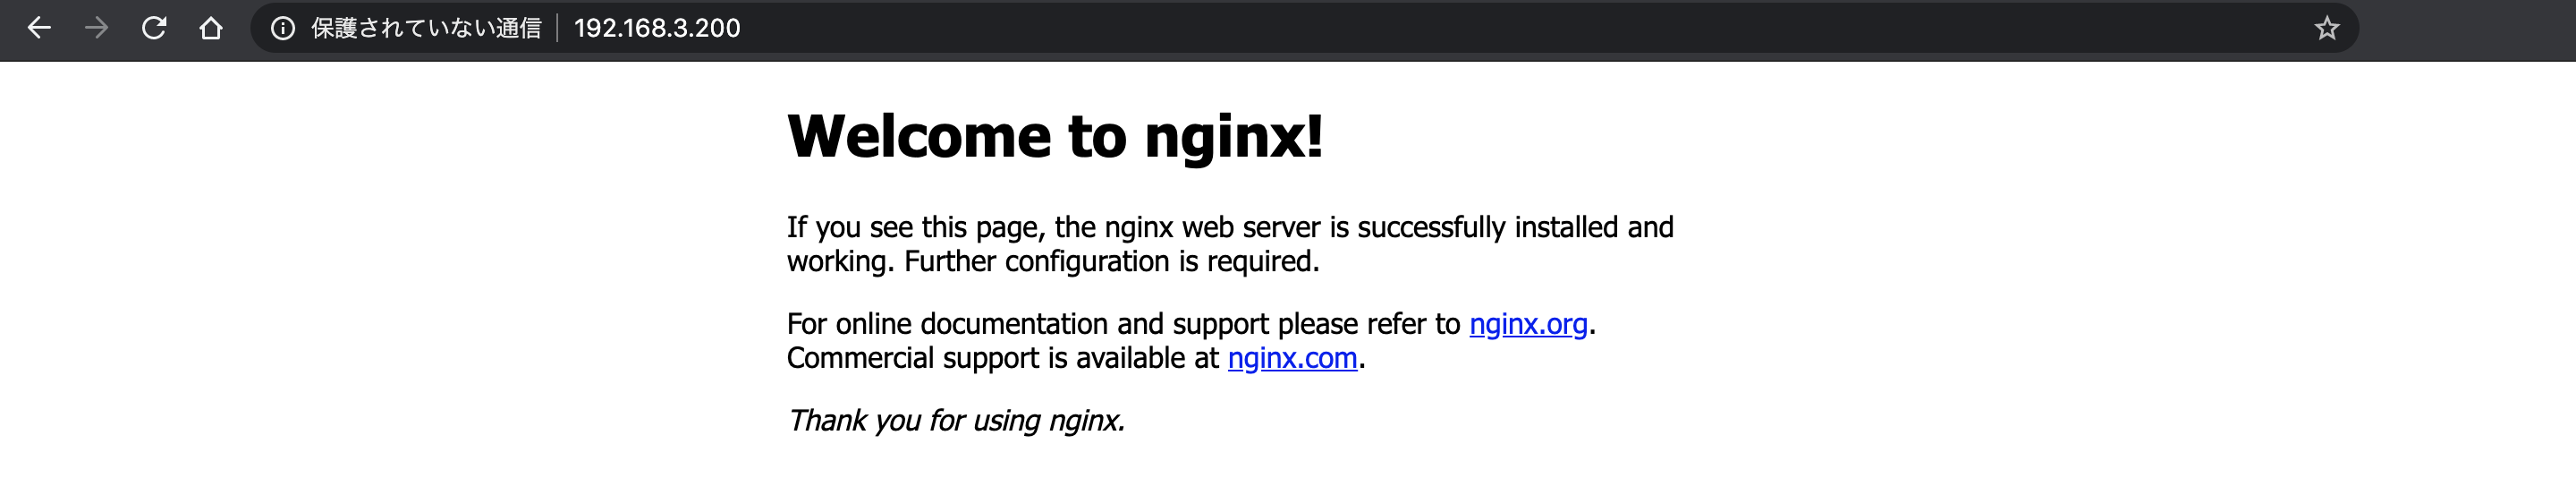 保護されていない通信 192.168.3.200
Welcome to nginx!
If you see this page, the nginx web server is successfully installed and
working. Further configuration is required.
For online documentation and support please refer to nginx.org.
Commercial support is available at nginx.com.
Thank you for using nginx.